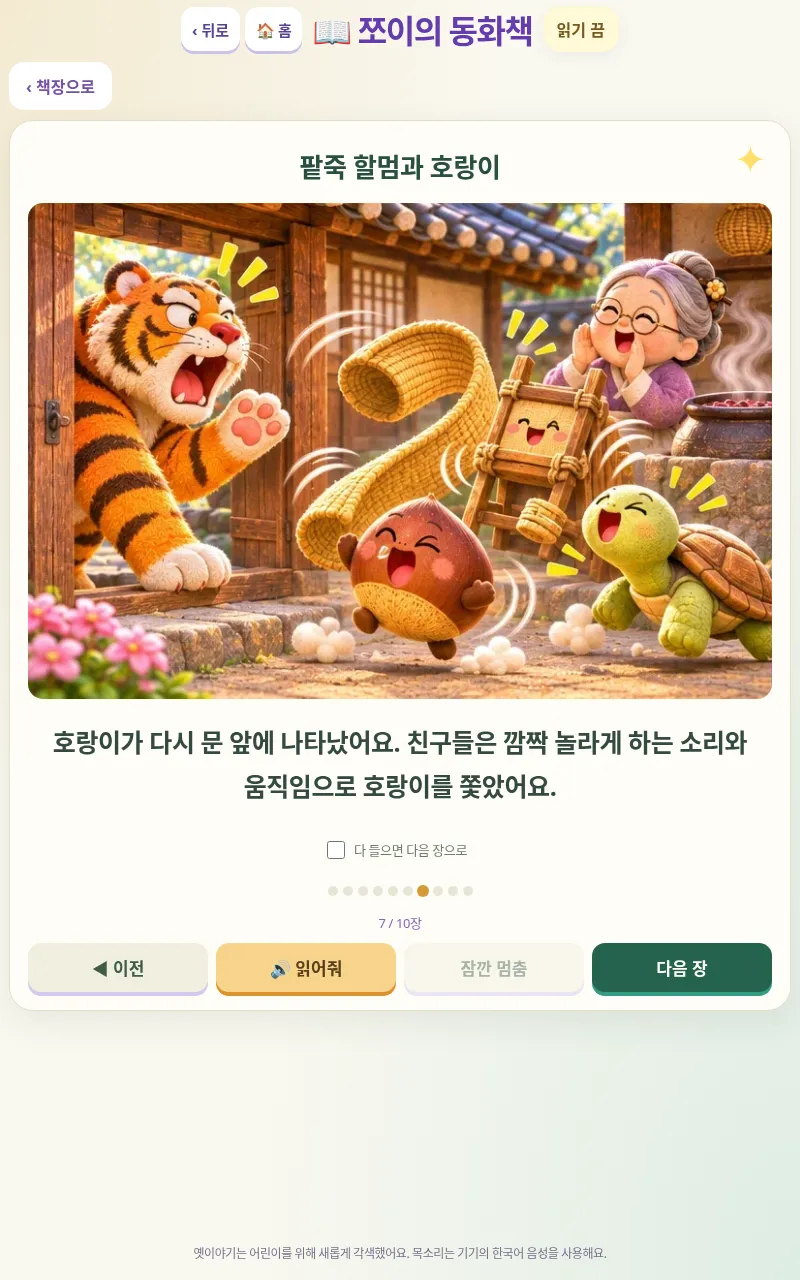 ‹ 뒤로
🏠 홈
📖 쪼이의 동화책
읽기 끝
‹ 책장으로
팥죽 할멈과 호랑이
호랑이가 다시 문 앞에 나타났어요. 친구들은 깜짝 놀라게 하는 소리와
움직임으로 호랑이를 쫓았어요.
다 들으면 다음 장으로
7 / 10장
◀ 이전
🔊 읽어줘
잠깐 멈춤
다음 장
옛이야기는 어린이를 위해 새롭게 각색했어요. 목소리는 기기의 한국어 음성을 사용해요.